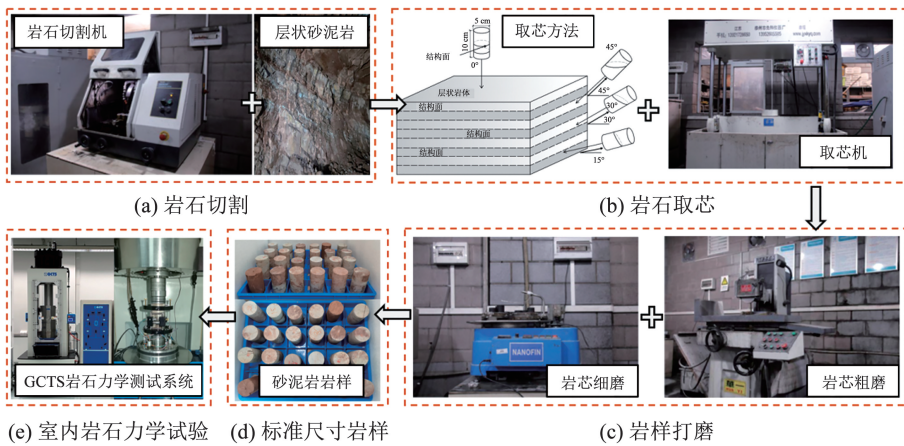 岩石切割机
层状砂泥岩
(a) 岩石切割
5 cm
10 cm
结构面
0°
取芯方法
层状岩体
结构面
结构面
结构面
45°
45°
30°
30°
15°
取芯机
(b) 岩石取芯
NANOFIN
岩芯细磨
岩芯粗磨
(c) 岩样打磨
砂泥岩岩样
(d) 标准尺寸岩样
GCTS岩石力学测试系统
(e) 室内岩石力学试验